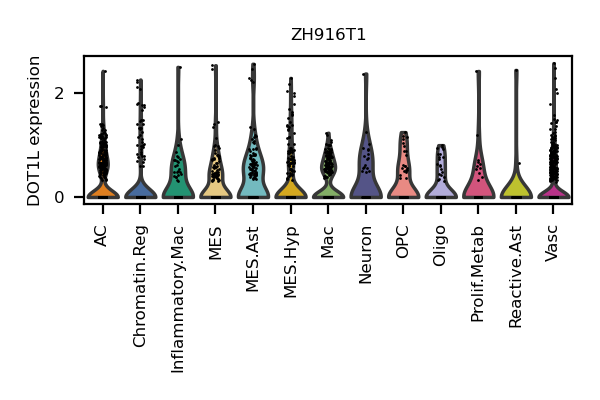 ZH916T1
DOT1L expression
2
0
AC
Chromatin.Reg
Inflammatory.Mac
MES
MES.Ast
MES.Hyp
Mac
Neuron
OPC
Oligo
Prolif.Metab
Reactive.Ast
Vasc